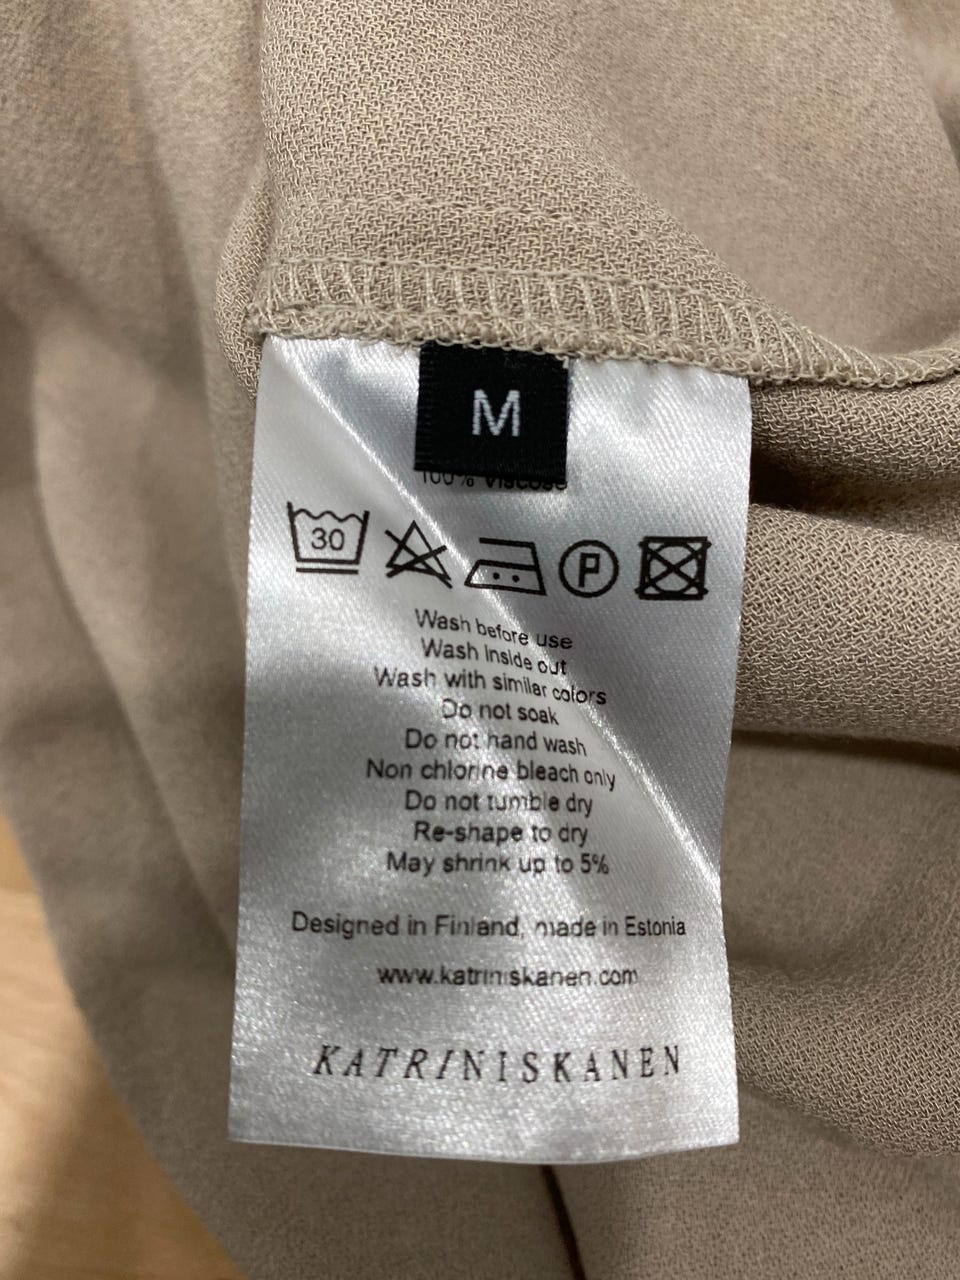 M
100% Viscose
30
P
Wash before use
Wash inside out
Wash with similar colors
Do not soak
Do not hand wash
Non chlorine bleach only
Do not tumble dry
Re-shape to dry
May shrink up to 5%
Designed in Finland, made in Estonia
www.katriniskanen.com
KATRINISKANEN